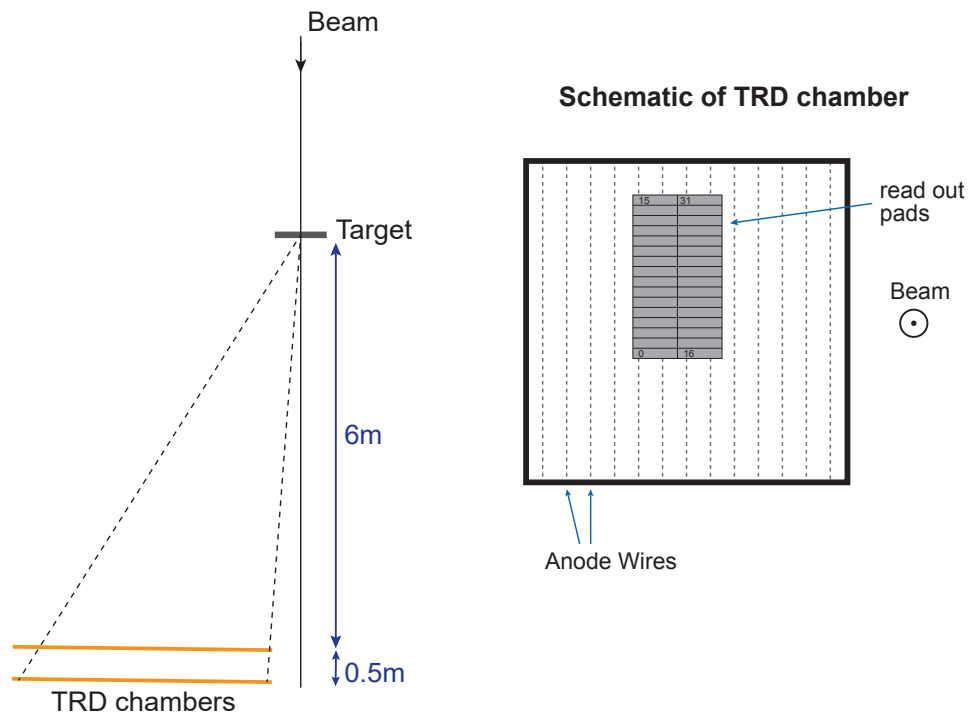 Beam
Target
6m
0.5m
TRD chambers
Schematic of TRD chamber
15 31
0 16
read out
pads
Beam
Anode Wires